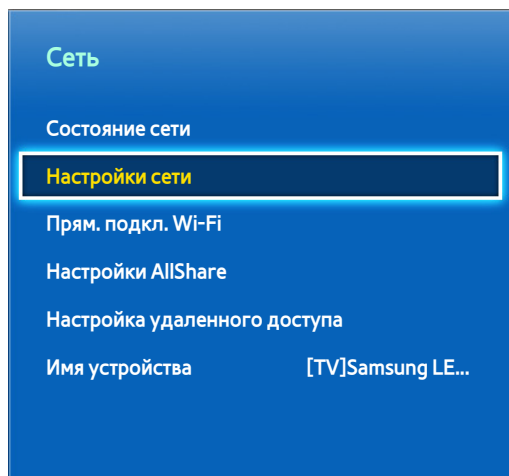 Сеть
Состояние сети
Настройки сети
Прям. подкл. Wi-Fi
Настройки AllShare
Настройка удаленного доступа
Имя устройства [TV]Samsung LE...